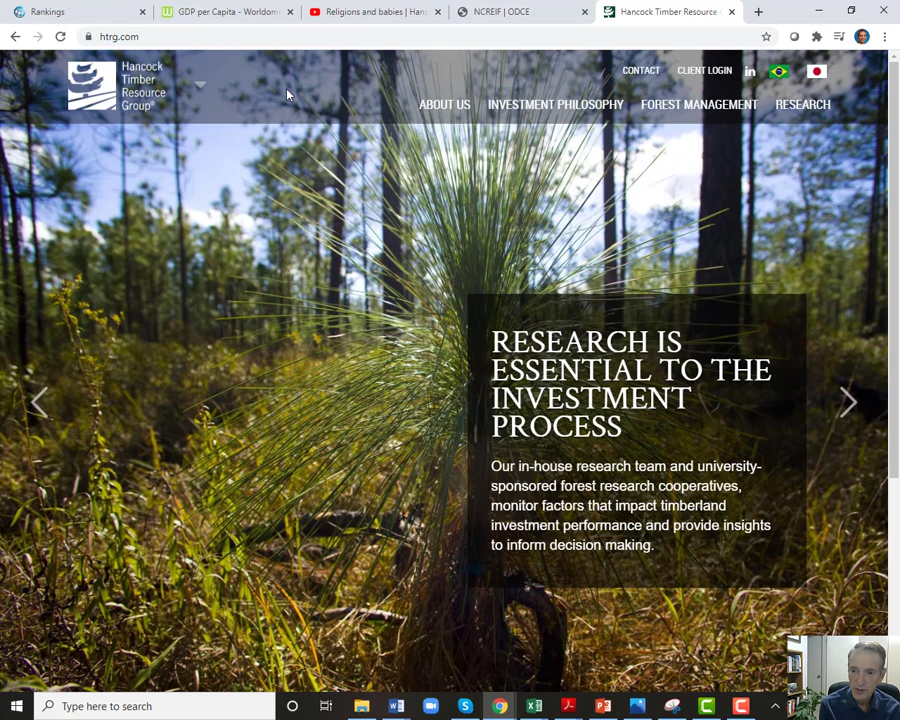 Rankings
GDP per Capita - Worldom
Religions and babies | Han
NCREIF | ODCE
Hancock Timber Resource
htrg.com
Hancock
Timber
Resource
Group®
CONTACT
CLIENT LOGIN
in
ABOUT US
INVESTMENT PHILOSOPHY
FOREST MANAGEMENT
RESEARCH
RESEARCH IS
ESSENTIAL TO THE
INVESTMENT
PROCESS
Our in-house research team and university-
sponsored forest research cooperatives,
monitor factors that impact timberland
investment performance and provide insights
to inform decision making.
Type here to search